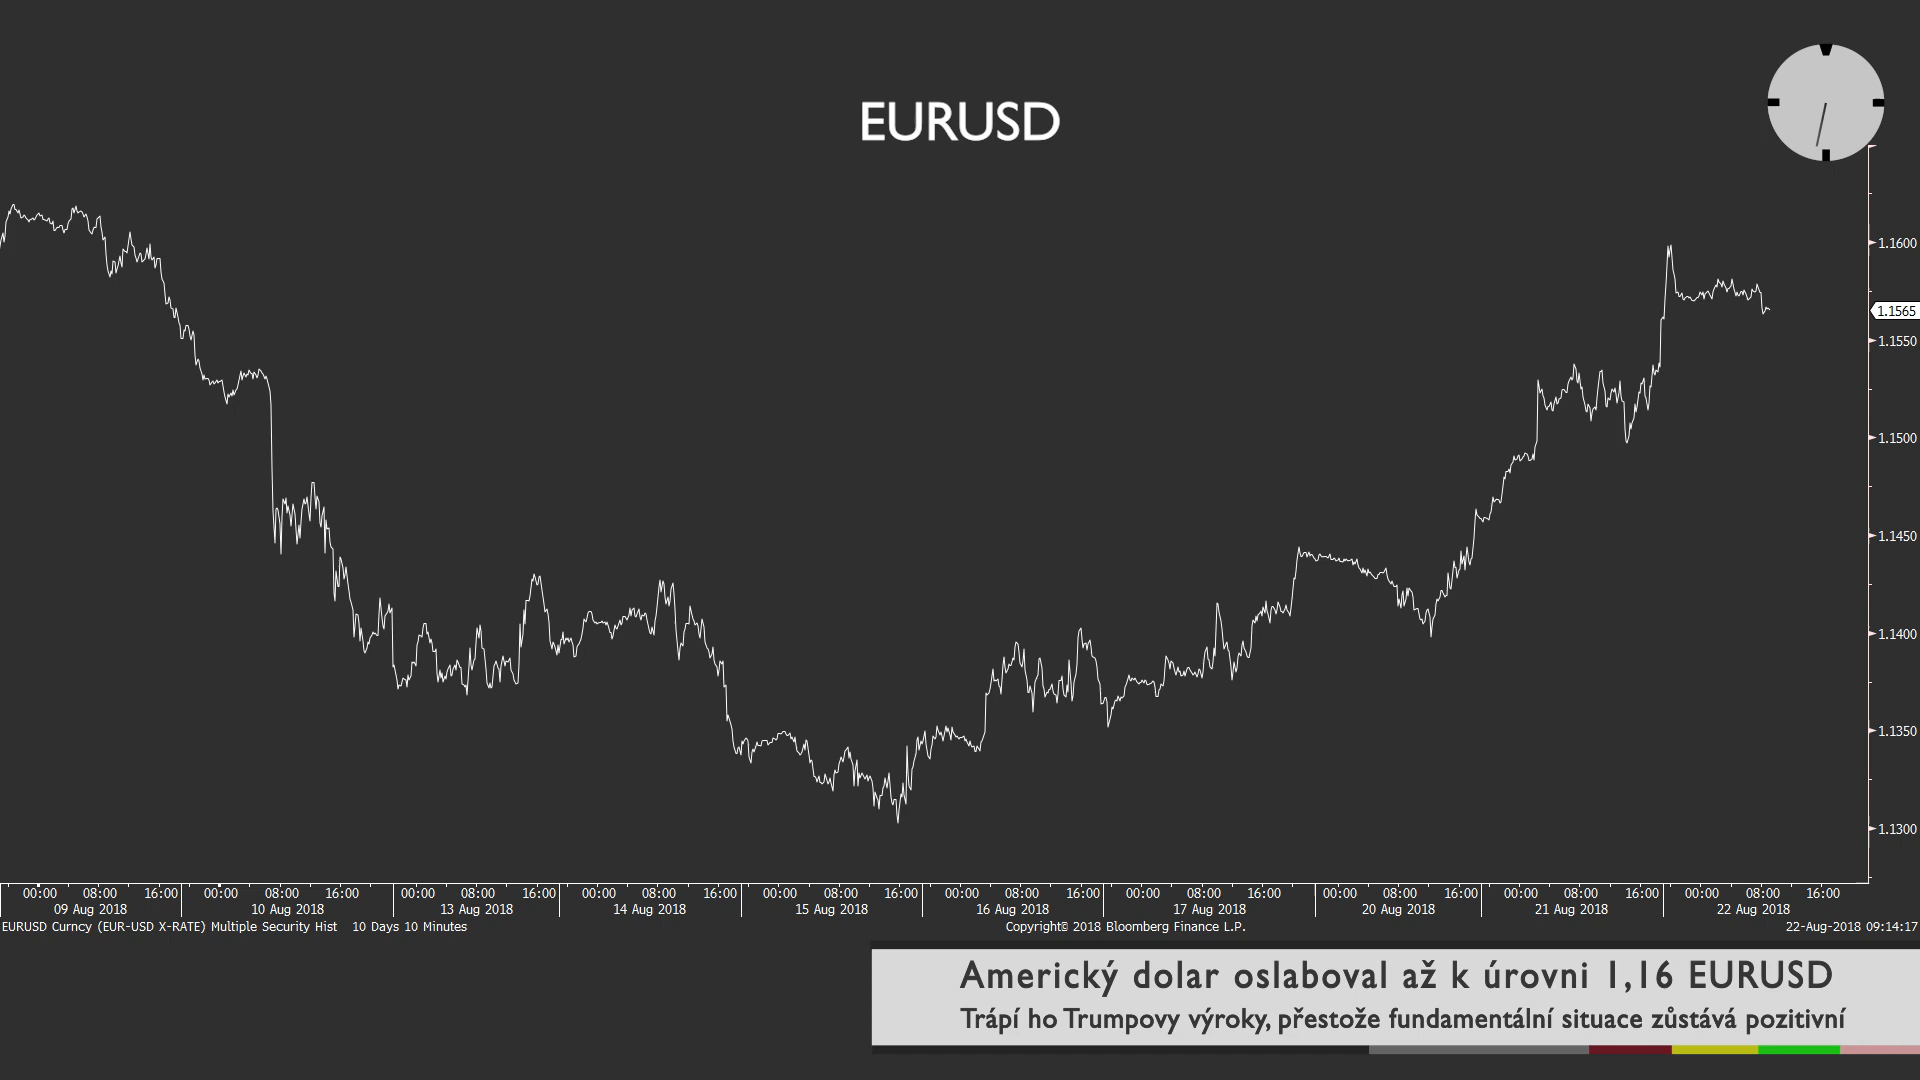 EURUSD
1.1600
1.1565
1.1550
1.1500
1.1450
1.1400
1.1350
1.1300
00:00 08:00 16:00 00:00 08:00 16:00 00:00 08:00 16:00 00:00 08:00 16:00 00:00 08:00 16:00 00:00 08:00 16:00 00:00 08:00 16:00 00:00 08:00 16:00 00:00 08:00 16:00 00:00 08:00 16:00
09 Aug 2018 10 Aug 2018 13 Aug 2018 14 Aug 2018 15 Aug 2018 16 Aug 2018 17 Aug 2018 20 Aug 2018 21 Aug 2018 22 Aug 2018
EURUSD Curncy (EUR-USD X-RATE) Multiple Security Hist 10 Days 10 Minutes Copyright© 2018 Bloomberg Finance L.P. 22-Aug-2018 09:14:17
Americký dolar oslaboval až k úrovni 1,16 EURUSD
Trápí ho Trumpovy výroky, přestože fundamentální situace zůstává pozitivní